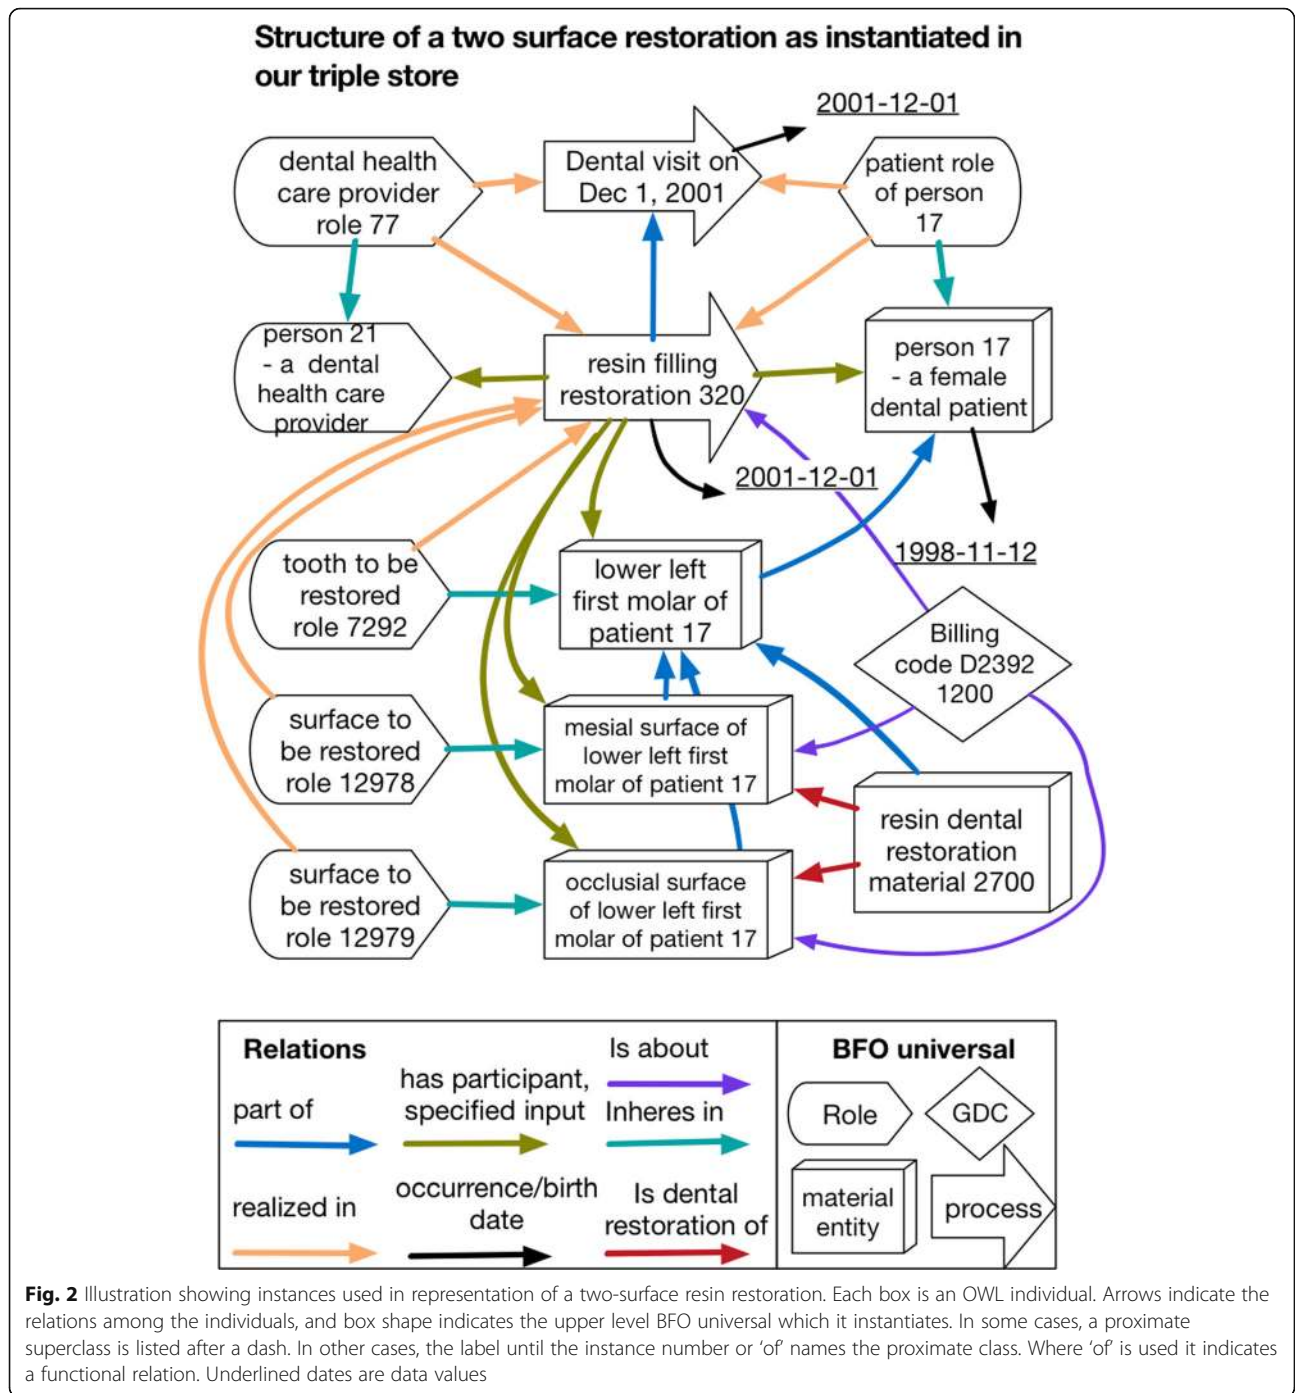 Structure of a two surface restoration as instantiated in
our triple store
2001-12-01
dental health
care provider
role 77
Dental visit on
Dec 1, 2001
patient role
of person
17
person 21
- a dental
health care
provider
resin filling
restoration 320
person 17
- a female
dental patient
2001-12-01
1998-11-12
tooth to be
restored
role 7292
lower left
first molar of
patient 17
Billing
code D2392
1200
surface to
be restored
role 12978
mesial surface of
lower left first
molar of patient 17
resin dental
restoration
material 2700
surface to
be restored
role 12979
occlusial surface
of lower left first
molar of patient 17
Relations
part of
has participant,
specified input
Is about
Inheres in
realized in
occurrence/birth
date
Is dental
restoration of
BFO universal
Role
GDC
material
entity
process
Fig. 2 Illustration showing instances used in representation of a two-surface resin restoration. Each box is an OWL individual. Arrows indicate the
relations among the individuals, and box shape indicates the upper level BFO universal which it instantiates. In some cases, a proximate
superclass is listed after a dash. In other cases, the label until the instance number or ‘of’ names the proximate class. Where ‘of’ is used it indicates
a functional relation. Underlined dates are data values